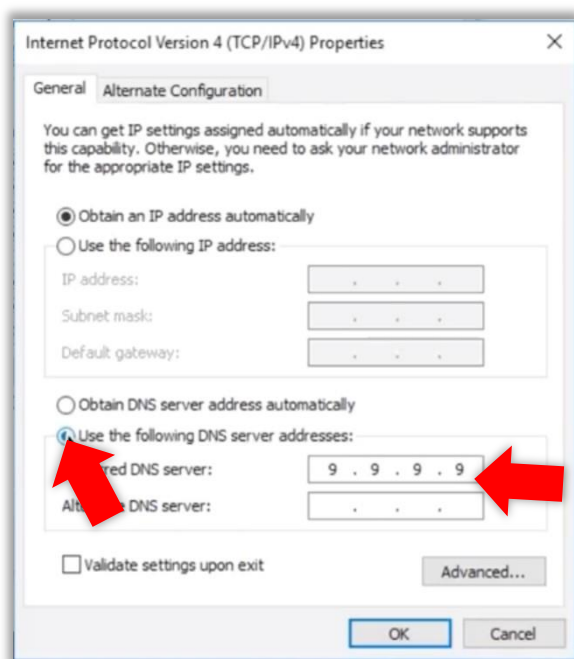 Internet Protocol Version 4 (TCP/IPv4) Properties
General
Alternate Configuration
You can get IP settings assigned automatically if your network supports
this capability. Otherwise, you need to ask your network administrator
for the appropriate IP settings.
Obtain an IP address automatically
Use the following IP address:
IP address:
. . .
Subnet mask:
. . .
Default gateway:
. . .
Obtain DNS server address automatically
Use the following DNS server addresses:
DNS server:
9 . 9 . 9 . 9
DNS server:
. . .
Validate settings upon exit
Advanced...
OK
Cancel